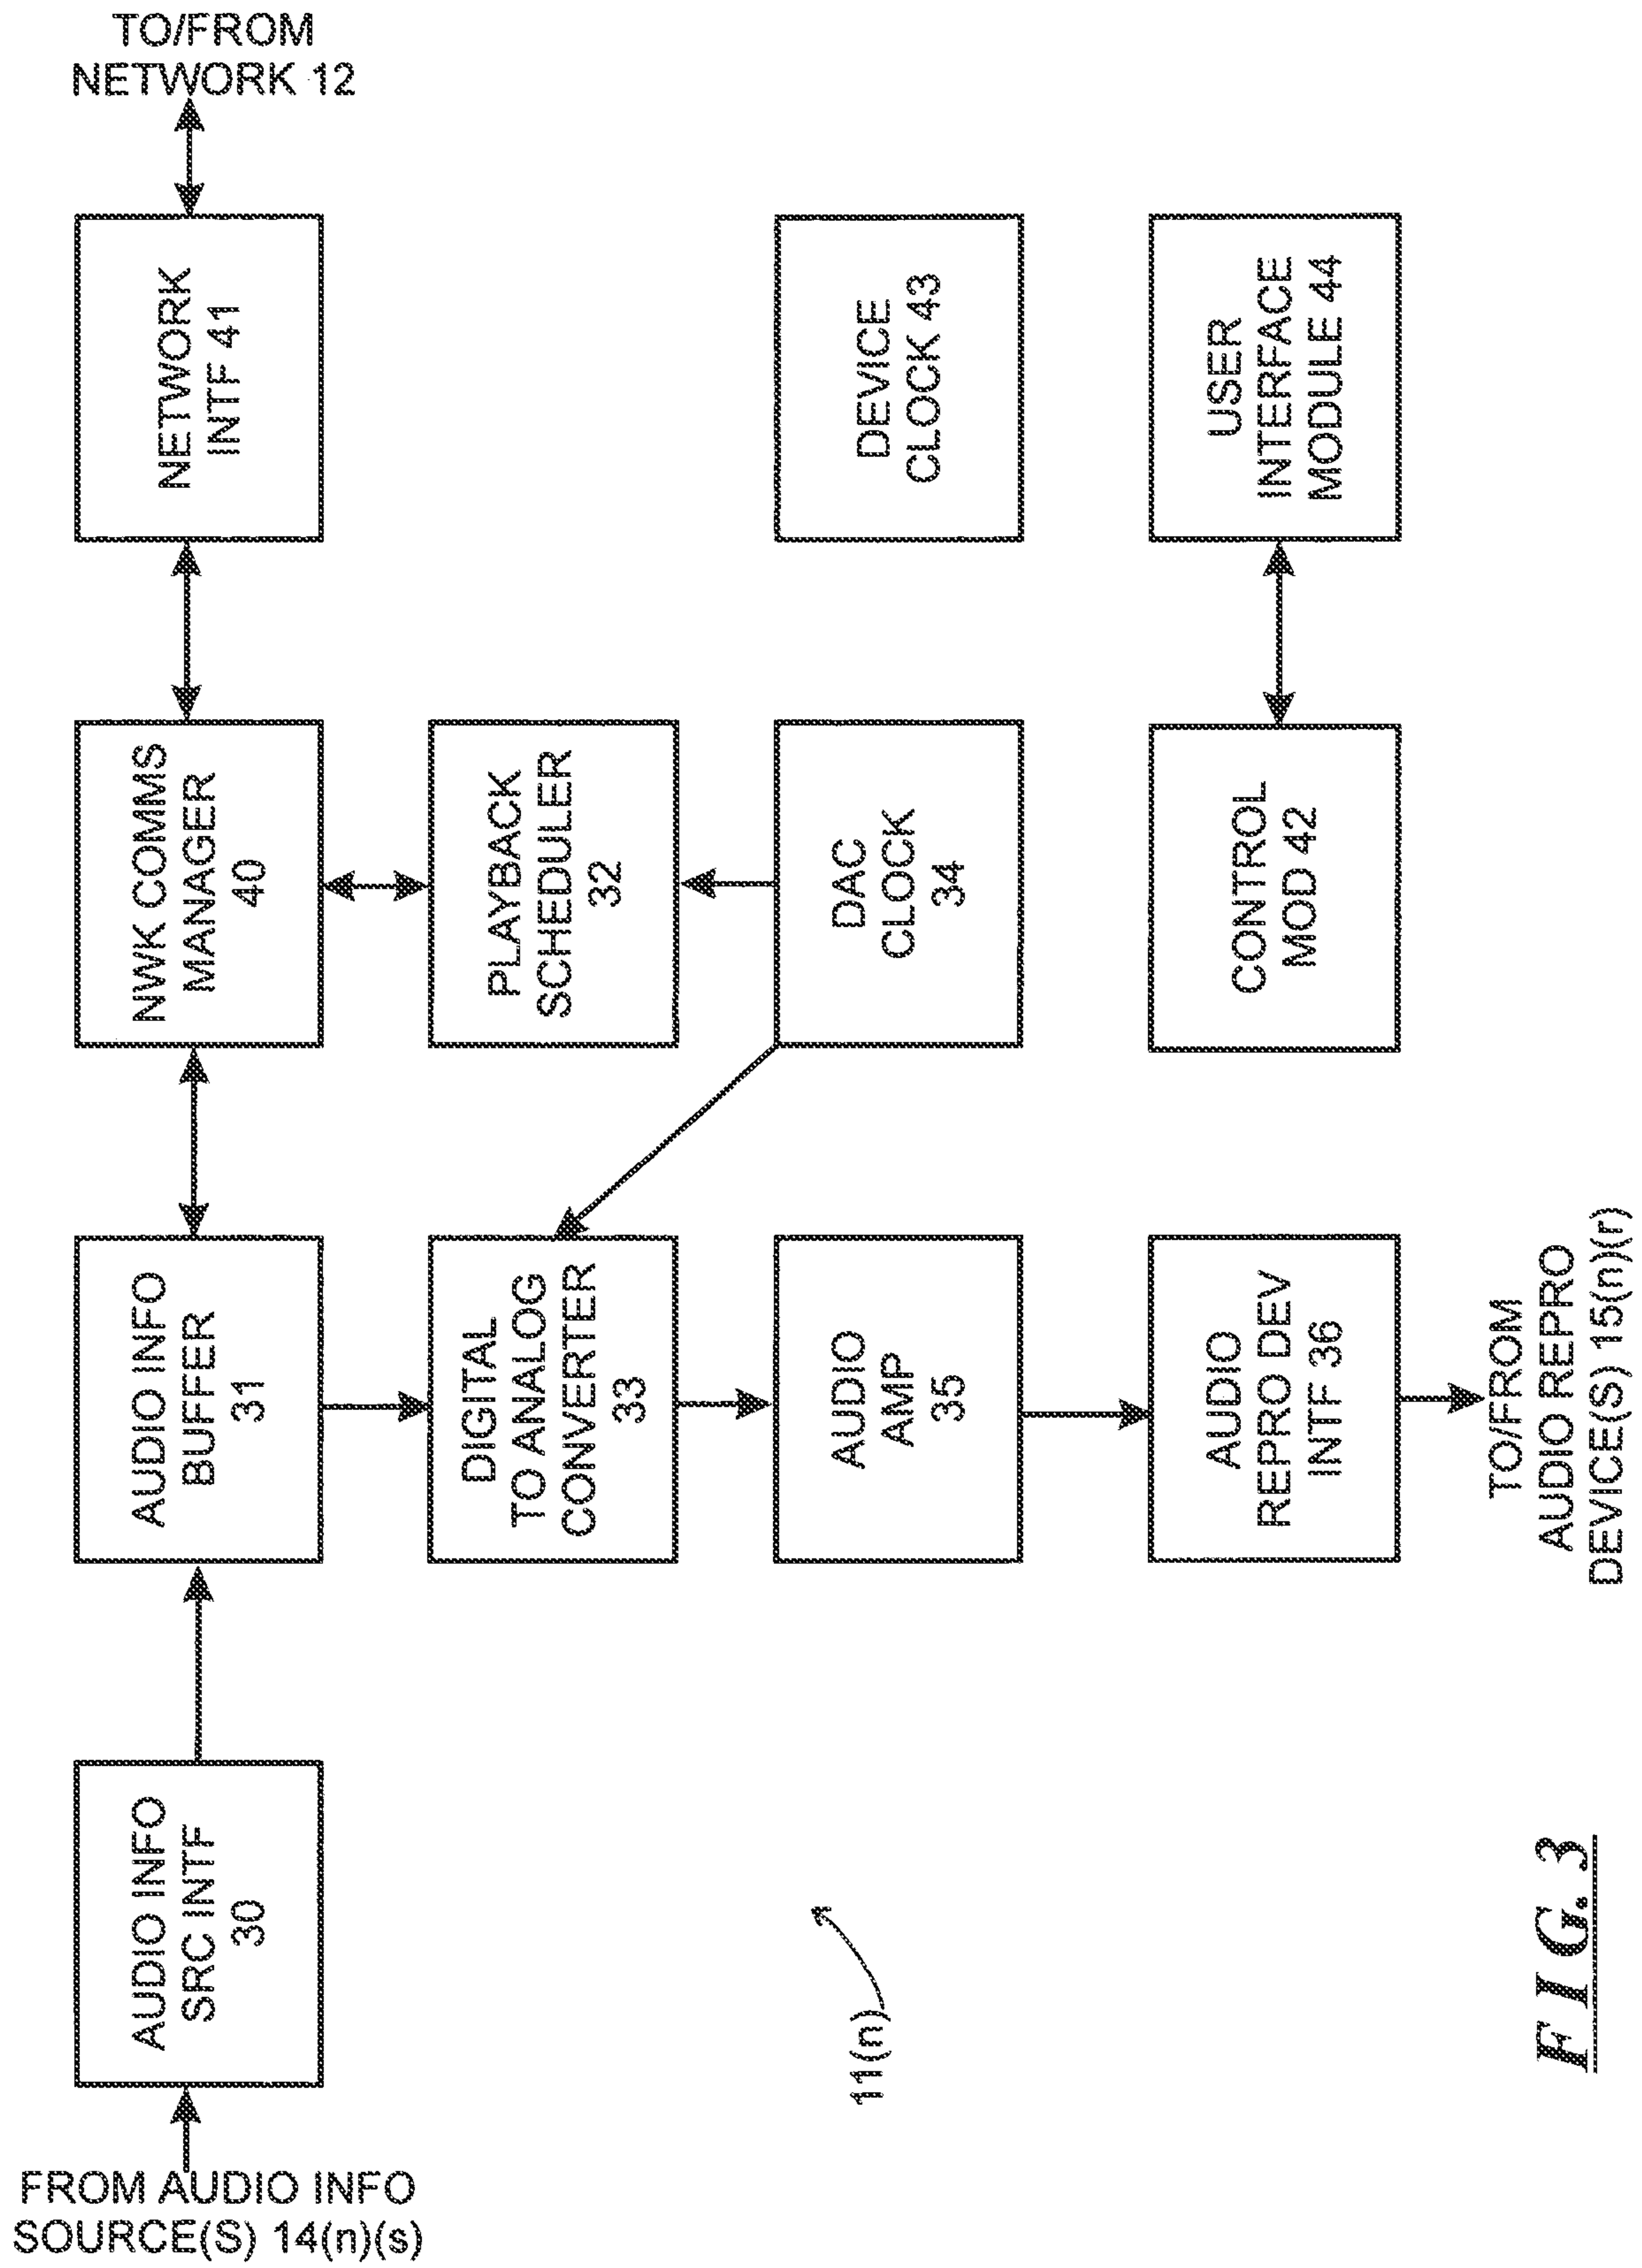 TO/FROM
NETWORK 12
NETWORK
INTF 41
DEVICE
CLOCK 43
USER
INTERFACE
MODULE 44
NWK COMMS
MANAGER
40
PLAYBACK
SCHEDULER
32
DAC
CLOCK
34
CONTROL
MOD 42
AUDIO INFO
BUFFER
31
DIGITAL
TO ANALOG
CONVERTER
33
AUDIO
AMP
35
AUDIO
REPRO DEV
INTF 36
TO/FROM
AUDIO REPRO
DEVICE(S) 15(n)(r)
AUDIO INFO
SRC INTF
30
11(n)
FIG. 3
FROM AUDIO INFO
SOURCE(S) 14(n)(s)